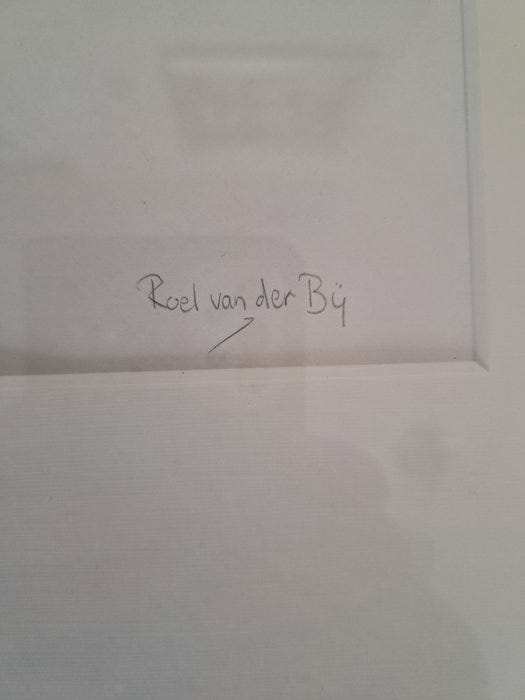 Roel van der Bij